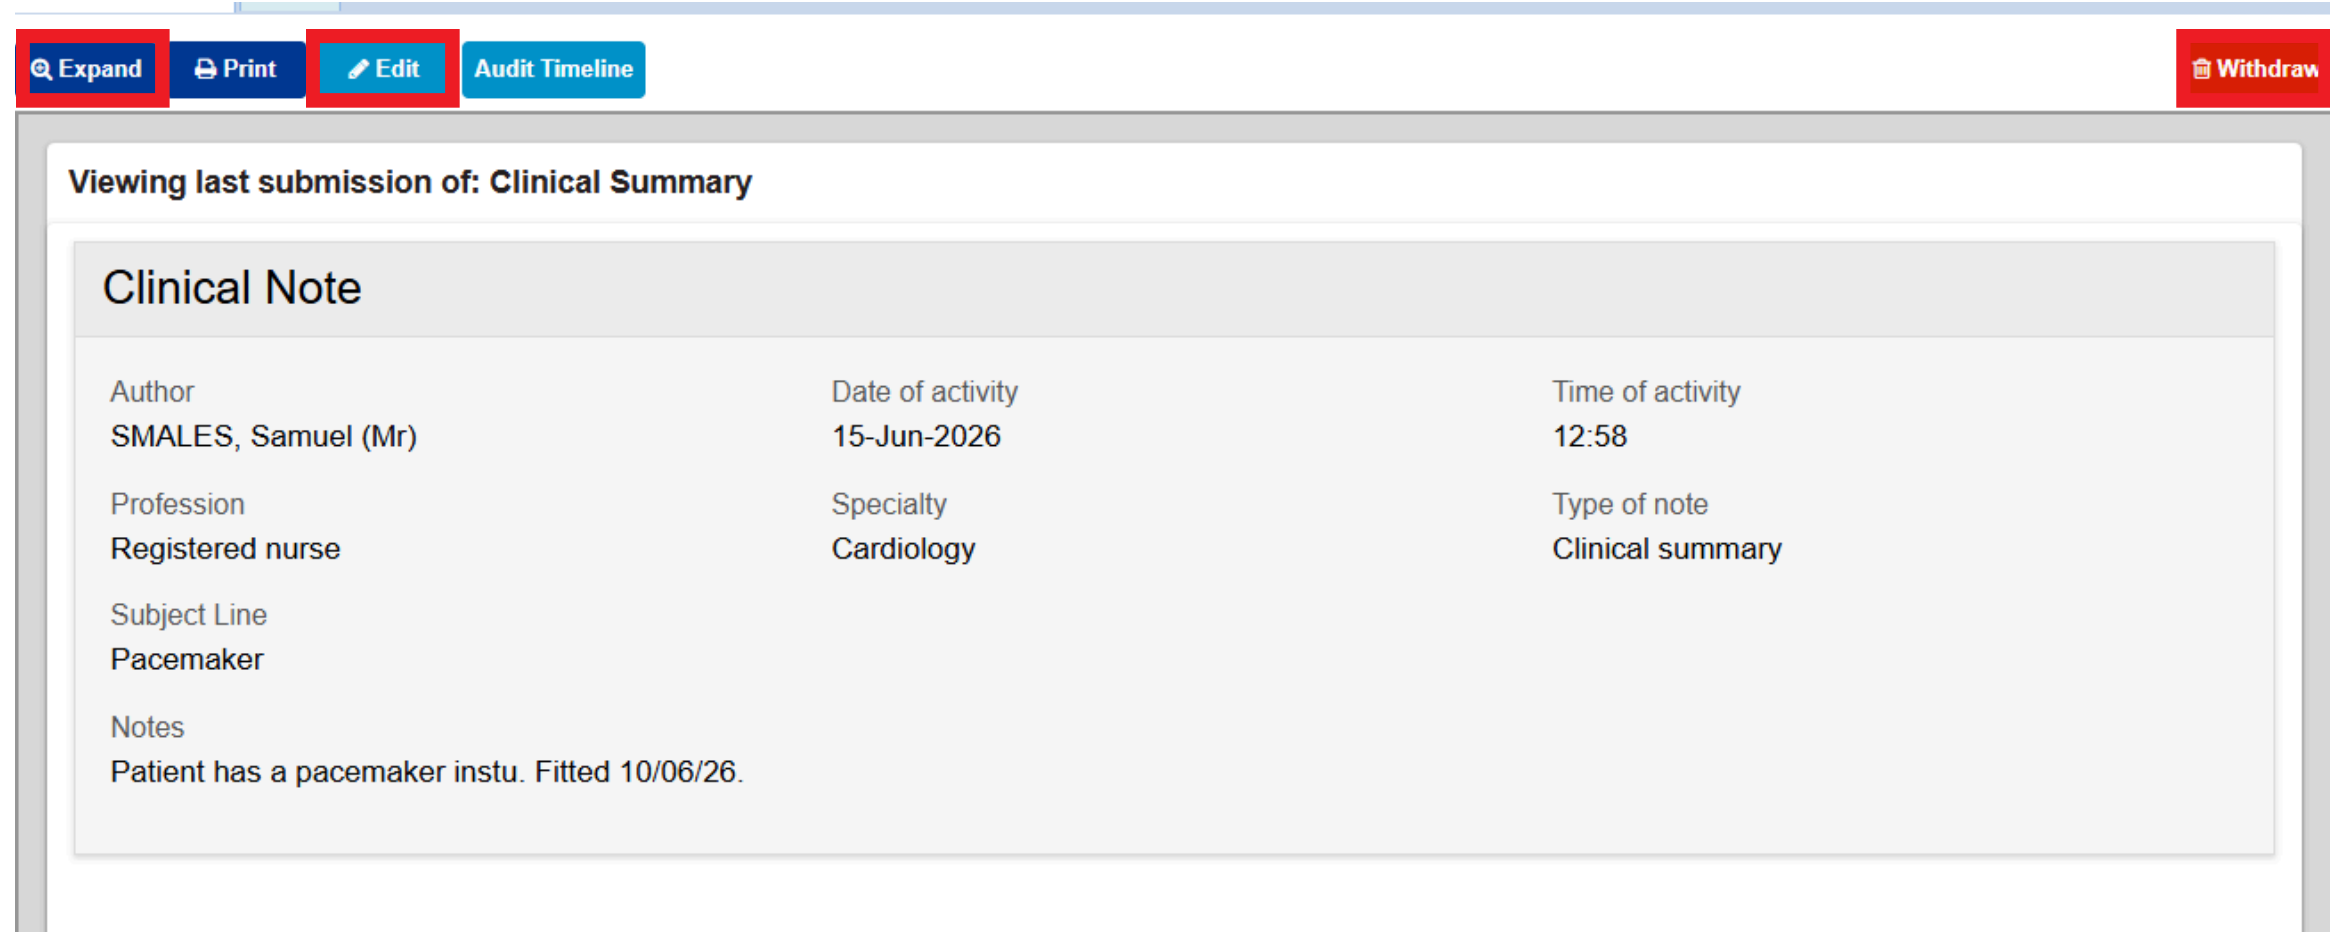 Expand Print Edit Audit Timeline Withdraw
Viewing last submission of: Clinical Summary
Clinical Note
Author Date of activity Time of activity
SMALES, Samuel (Mr) 15-Jun-2026 12:58
Profession Specialty Type of note
Registered nurse Cardiology Clinical summary
Subject Line
Pacemaker
Notes
Patient has a pacemaker instu. Fitted 10/06/26.